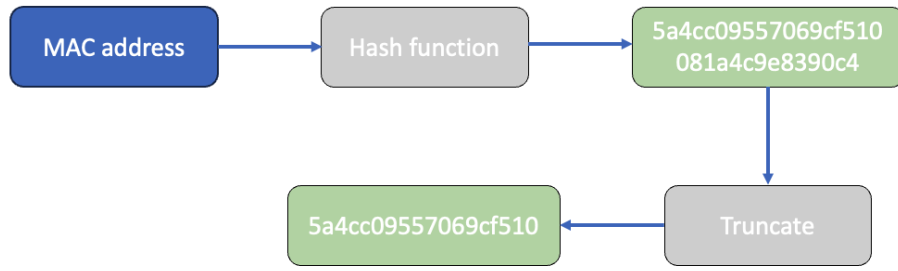 MAC address
Hash function
5a4cc09557069cf510
081a4c9e8390c4
5a4cc09557069cf510
Truncate